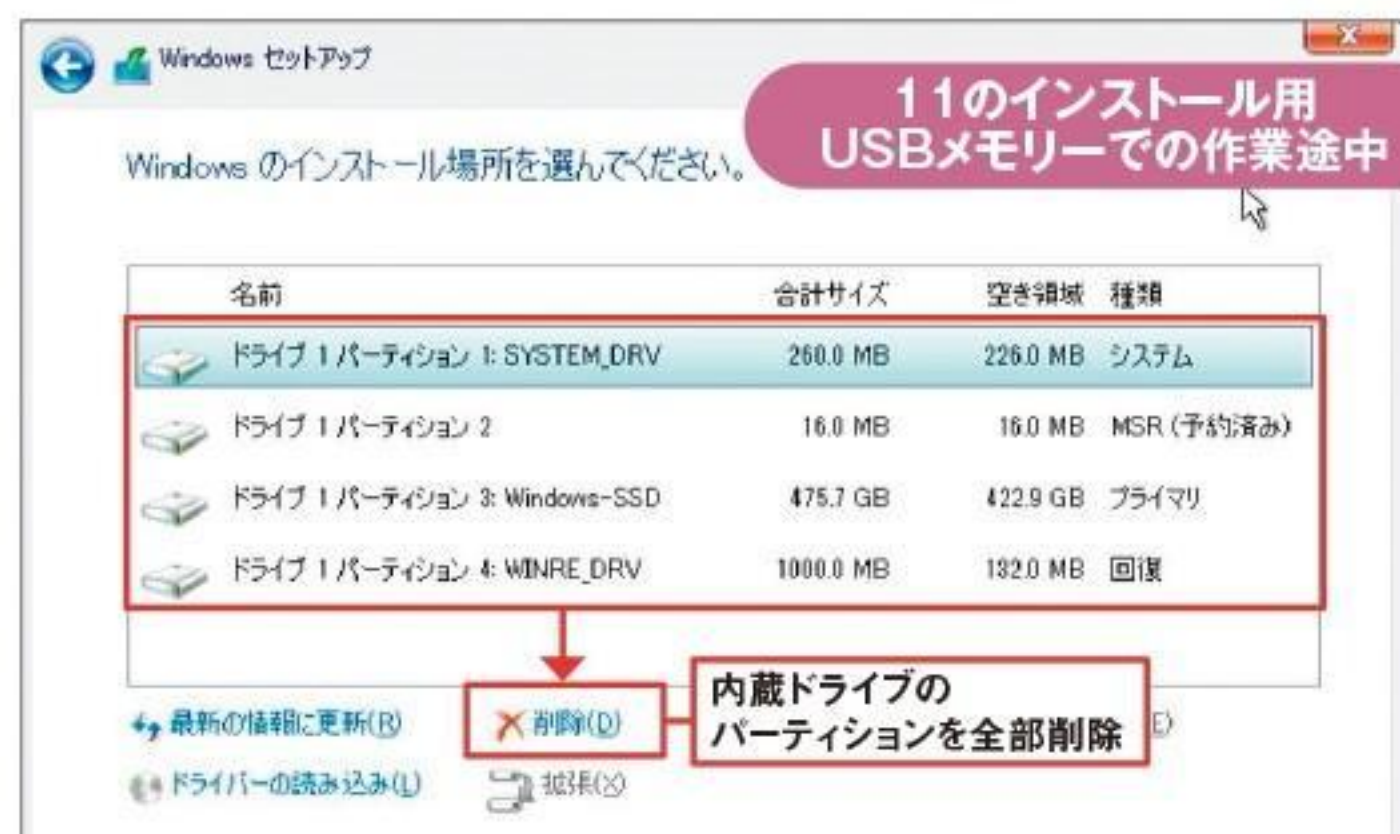 Windows セットアップ
11のインストール用
USBメモリーでの作業途中
Windows のインストール場所を選んでください。
名前 合計サイズ 空き領域 種類
ドライブ 1 パーティション 1: SYSTEM_DRV 260.0 MB 226.0 MB システム
ドライブ 1 パーティション 2 16.0 MB 16.0 MB MSR (予約済み)
ドライブ 1 パーティション 3: Windows-SSD 475.7 GB 422.9 GB プライマリ
ドライブ 1 パーティション 4: WINRE_DRV 1000.0 MB 132.0 MB 回復
内蔵ドライブの
パーティションを全部削除
最新の情報に更新(R) 削除(D) E)
ドライバーの読み込み(L) 拡張(X)